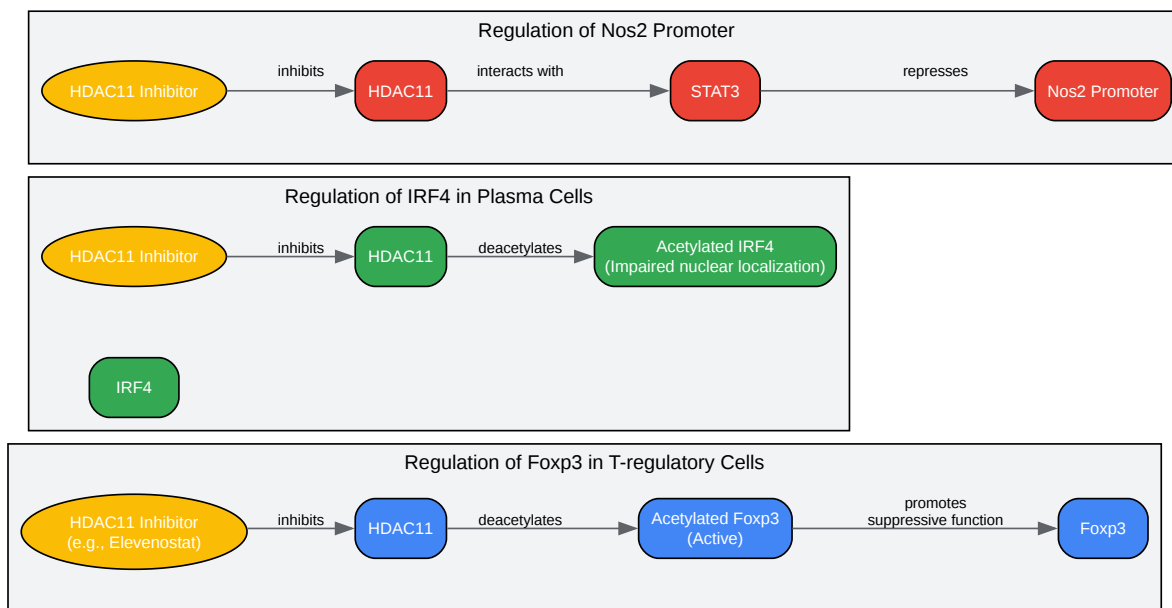 Regulation of Nos2 Promoter
HDAC11 Inhibitor
inhibits
HDAC11
interacts with
STAT3
represses
Nos2 Promoter
Regulation of IRF4 in Plasma Cells
HDAC11 Inhibitor
inhibits
HDAC11
deacetylates
Acetylated IRF4
(Impaired nuclear localization)
IRF4
Regulation of Foxp3 in T-regulatory Cells
HDAC11 Inhibitor
(e.g., Elevenostat)
inhibits
HDAC11
deacetylates
Acetylated Foxp3
(Active)
promotes
suppressive function
Foxp3